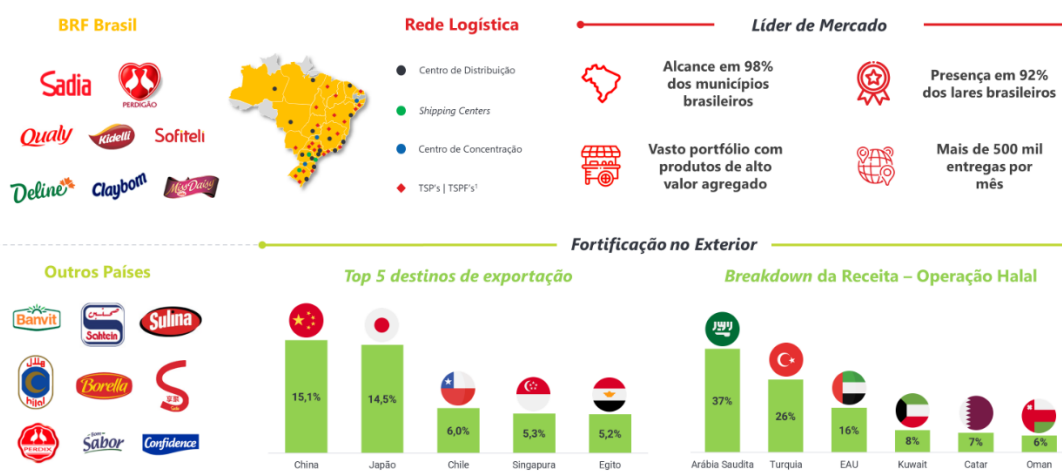 BRF Brasil
Sadia
PERDIGÃO
Qualy
Kidelli
Sofiteli
Deline
Claybom
Miss Daisy
Rede Logística
Centro de Distribuição
Shipping Centers
Centro de Concentração
TSP's | TSPF's¹
Líder de Mercado
Alcance em 98%
dos municípios
brasileiros
Presença em 92%
dos lares brasileiros
Vasto portfólio com
produtos de alto
valor agregado
Mais de 500 mil
entregas por
mês
Fortificação no Exterior
Outros Países
Banvit
Sahtein
Sulina
هلال
hilal
Borella
PERDIX
Sabor
Confidence
Top 5 destinos de exportação
15,1%
14,5%
6,0%
5,3%
5,2%
China
Japão
Chile
Singapura
Egito
Breakdown da Receita – Operação Halal
37%
26%
16%
8%
7%
6%
Arábia Saudita
Turquia
EAU
Kuwait
Catar
Oman